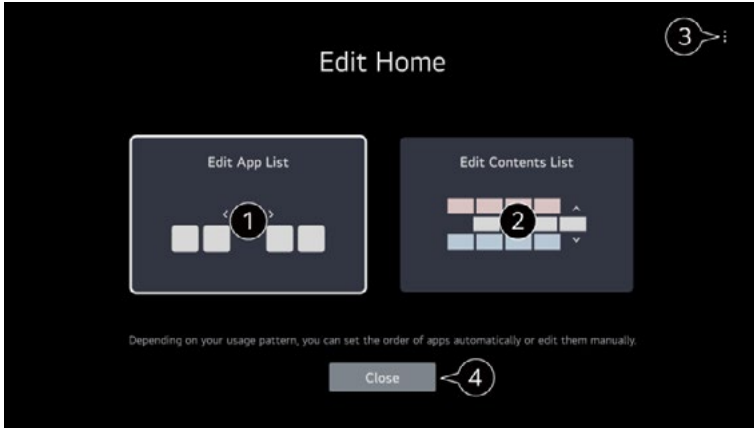 3
Edit Home
Edit App List
Edit Contents List
1
2
Depending on your usage pattern, you can set the order of apps automatically or edit them manually.
Close
4